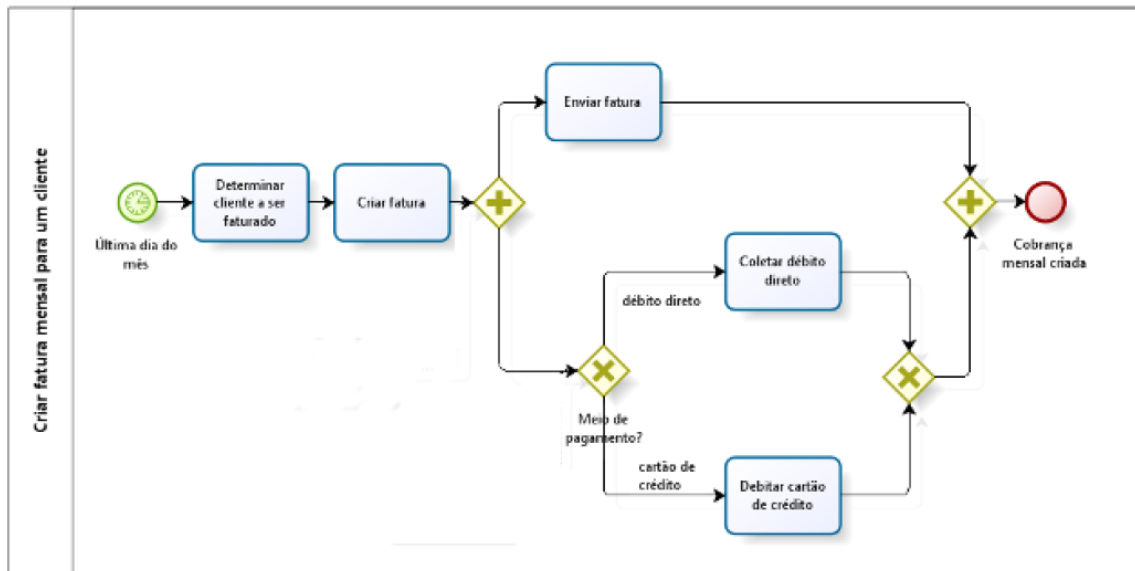 Criar fatura mensal para um cliente
Última dia do
mês
Determinar
cliente a ser
faturado
Criar fatura
Enviar fatura
débito direto
Coletar débito
direto
Meio de
pagamento?
cartão de
crédito
Debitar cartão
de crédito
Cobrança
mensal criada